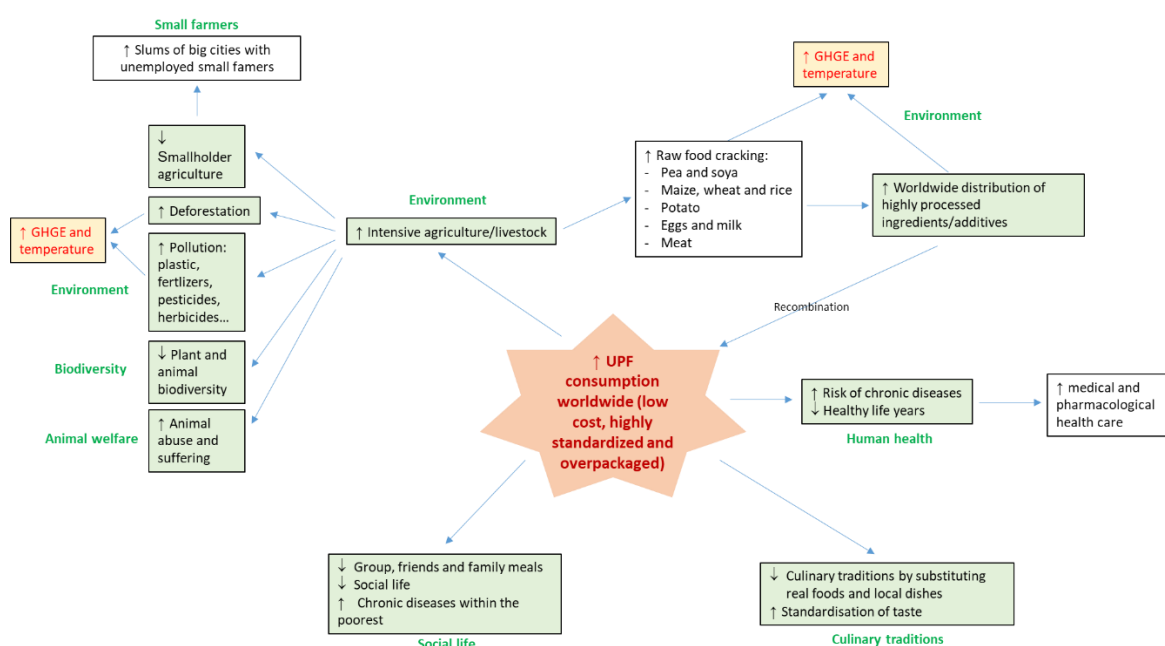 Small farmers
↑ Slums of big cities with
unemployed small famers
↓
Smallholder
agriculture
↑ Deforestation
↑ GHGE and
temperature
↑ Pollution:
plastic,
fertlizers,
pesticides,
herbicides…
Environment
↓ Plant and
animal
biodiversity
Biodiversity
↑ Animal
abuse and
suffering
Animal welfare
Environment
↑ Intensive agriculture/livestock
↑ GHGE and
temperature
↑ Raw food cracking:
- Pea and soya
- Maize, wheat and rice
- Potato
- Eggs and milk
- Meat
Environment
↑ Worldwide distribution of
highly processed
ingredients/additives
Recombination
↑ UPF
consumption
worldwide (low
cost, highly
standardized and
overpackaged)
↑ Risk of chronic diseases
↓ Healthy life years
Human health
↑ medical and
pharmacological
health care
↓ Group, friends and family meals
↓ Social life
↑ Chronic diseases within the
poorest
Social life
↓ Culinary traditions by substituting
real foods and local dishes
↑ Standardisation of taste
Culinary traditions